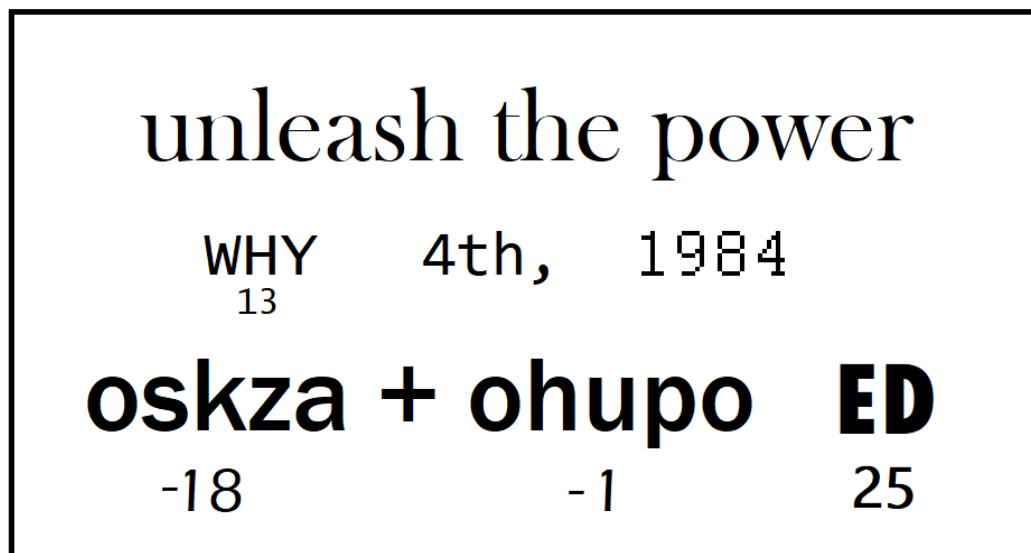 unleash the power
WHY 4th, 1984
13
oskza + ohupo ED
-18 -1 25